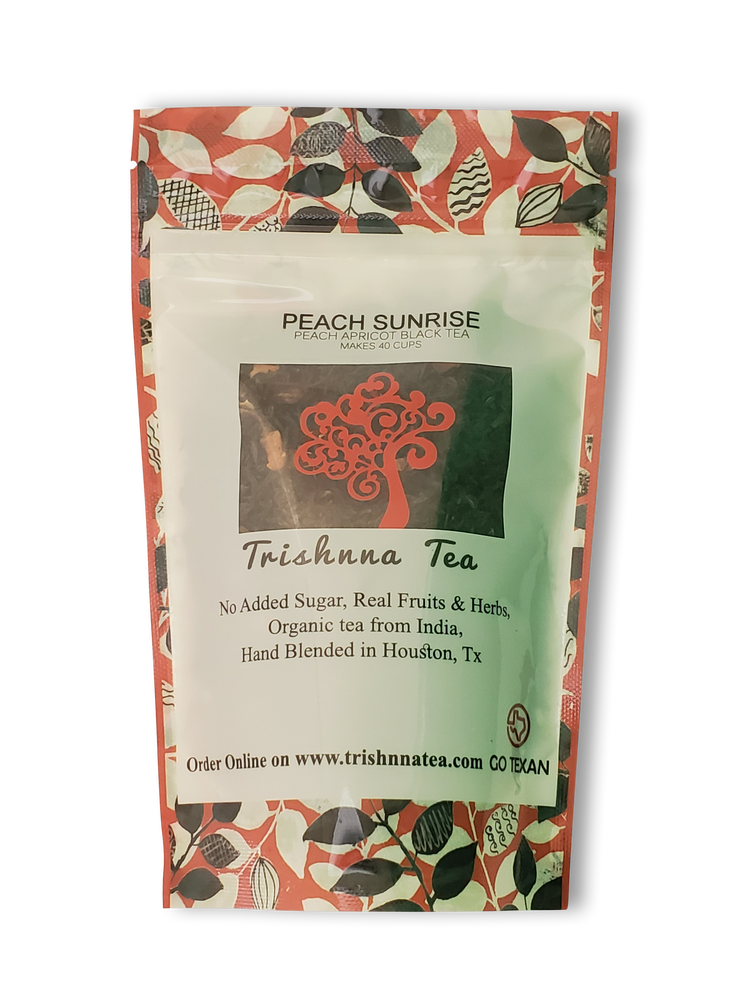 PEACH SUNRISE
PEACH APRICOT BLACK TEA
MAKES 40 CUPS
Trishnna Tea
No Added Sugar, Real Fruits & Herbs,
Organic tea from India,
Hand Blended in Houston, Tx
Order Online on www.trishnnatea.com GO TEXAN